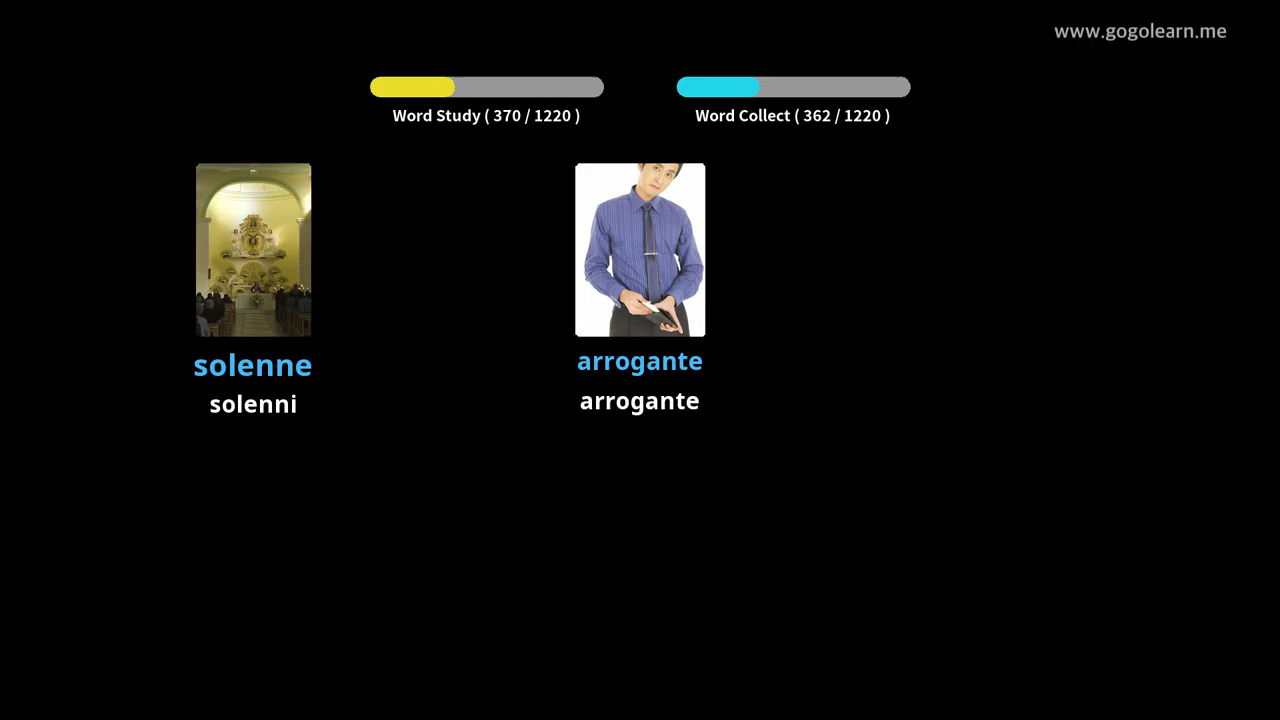 www.gogolearn.me
Word Study ( 370 / 1220 )
Word Collect ( 362 / 1220 )
solenne
solenni
arrogante
arrogante